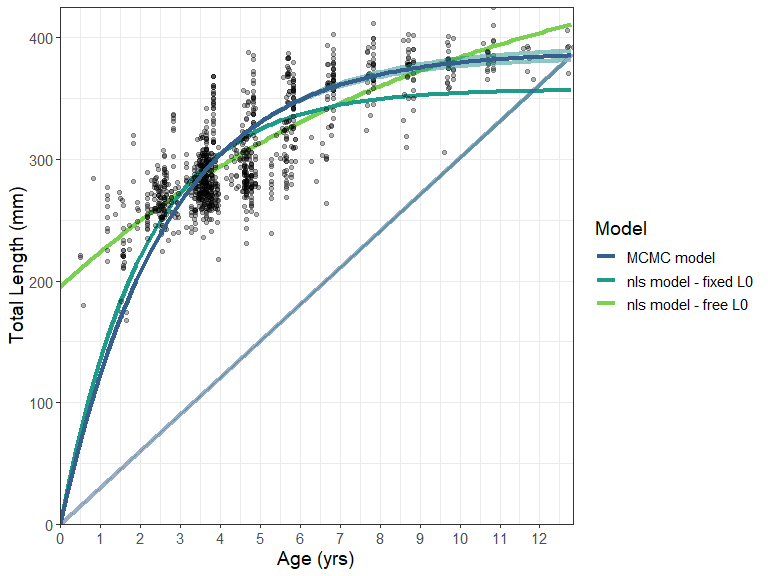 400
300
200
100
0
Total Length (mm)
0 1 2 3 4 5 6 7 8 9 10 11 12
Age (yrs)
Model
MCMC model
nls model - fixed L0
nls model - free L0